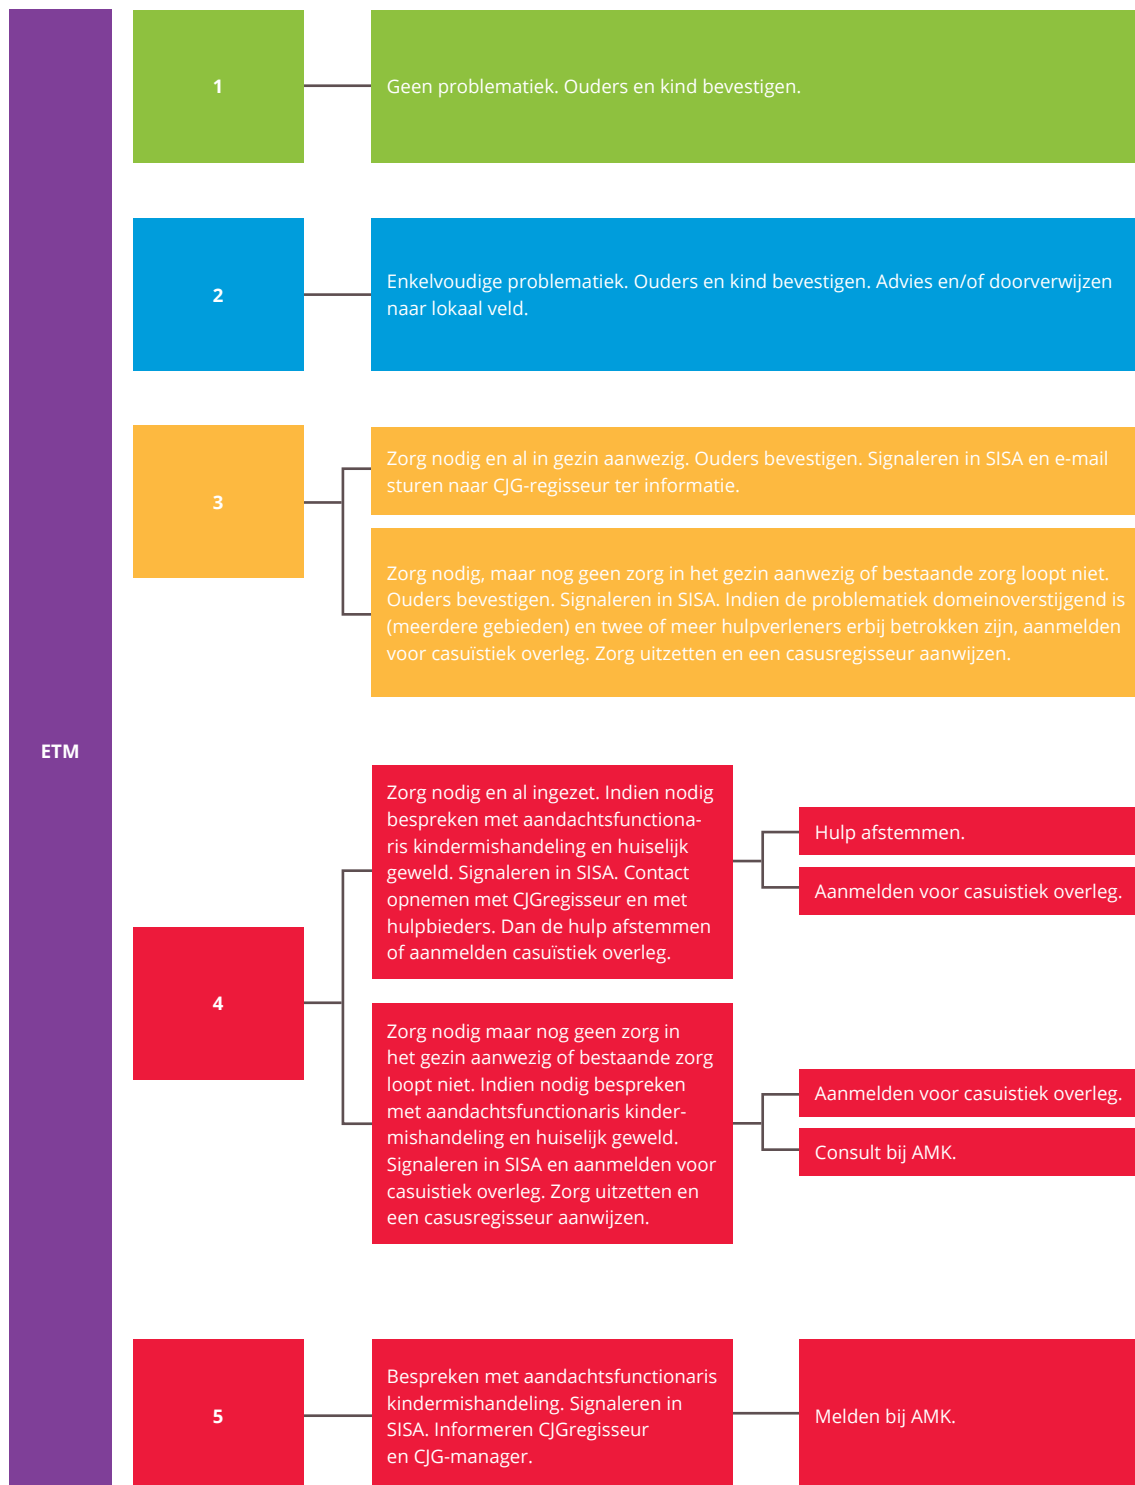 ETM
1
Geen problematiek. Ouders en kind bevestigen.
2
Enkelvoudige problematiek. Ouders en kind bevestigen. Advies en/of doorverwijzen
naar lokaal veld.
3
Zorg nodig en al in gezin aanwezig. Ouders bevestigen. Signaleren in SISA en e-mail
sturen naar CJG-regisseur ter informatie.
Zorg nodig, maar nog geen zorg in het gezin aanwezig of bestaande zorg loopt niet.
Ouders bevestigen. Signaleren in SISA. Indien de problematiek domeinoverstijgend is
(meerdere gebieden) en twee of meer hulpverleners erbij betrokken zijn, aanmelden
voor casuïstiek overleg. Zorg uitzetten en een casusregisseur aanwijzen.
4
Zorg nodig en al ingezet. Indien nodig
bespreken met aandachtsfunctiona-
ris kindermishandeling en huiselijk
geweld. Signaleren in SISA. Contact
opnemen met CJGregisseur en met
hulpbieders. Dan de hulp afstemmen
of aanmelden casuïstiek overleg.
Hulp afstemmen.
Aanmelden voor casuistiek overleg.
Zorg nodig maar nog geen zorg in
het gezin aanwezig of bestaande zorg
loopt niet. Indien nodig bespreken
met aandachtsfunctionaris kinder-
mishandeling en huiselijk geweld.
Signaleren in SISA en aanmelden voor
casuistiek overleg. Zorg uitzetten en
een casusregisseur aanwijzen.
Aanmelden voor casuistiek overleg.
Consult bij AMK.
5
Bespreken met aandachtsfunctionaris
kindermishandeling. Signaleren in
SISA. Informeren CJGregisseur
en CJG-manager.
Melden bij AMK.